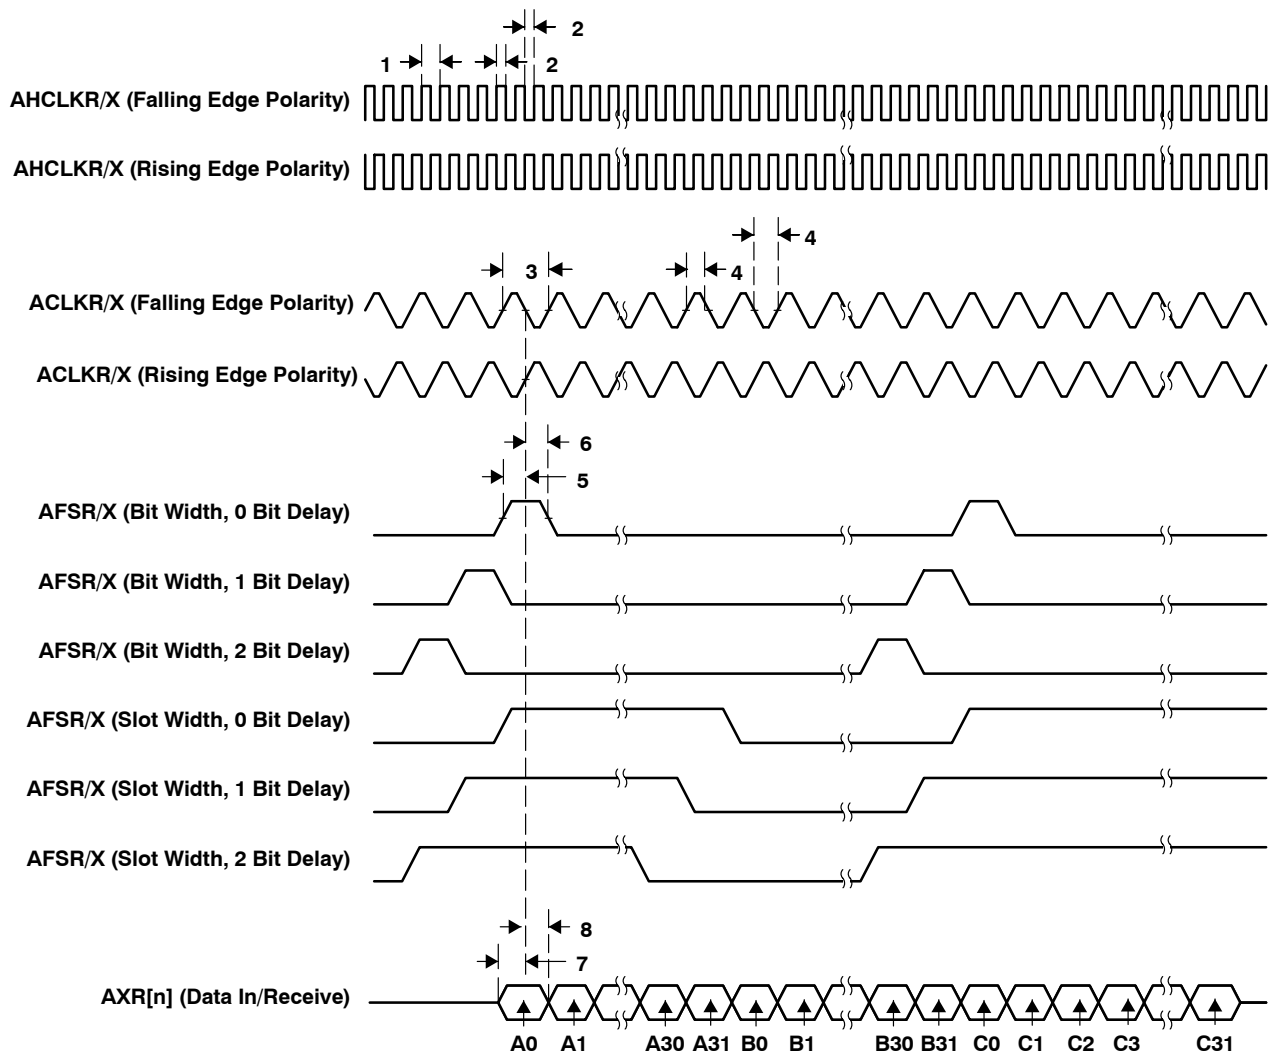 2
1
2
AHCLKR/X (Falling Edge Polarity)
AHCLKR/X (Rising Edge Polarity)
4
3
4
ACLKR/X (Falling Edge Polarity)
ACLKR/X (Rising Edge Polarity)
6
5
AFSR/X (Bit Width, 0 Bit Delay)
AFSR/X (Bit Width, 1 Bit Delay)
AFSR/X (Bit Width, 2 Bit Delay)
AFSR/X (Slot Width, 0 Bit Delay)
AFSR/X (Slot Width, 1 Bit Delay)
AFSR/X (Slot Width, 2 Bit Delay)
8
7
AXR[n] (Data In/Receive)
A0 A1 A30 A31 B0 B1 B30 B31 C0 C1 C2 C3 C31